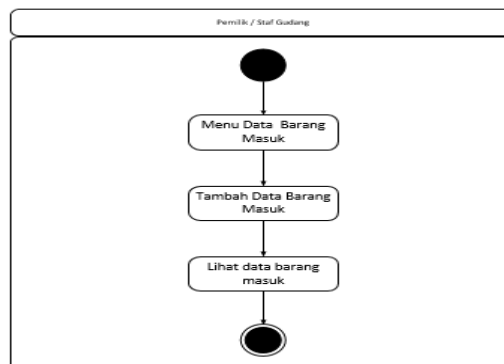 Pemilik / Staf Gudang
Menu Data Barang
Masuk
Tambah Data Barang
Masuk
Lihat data barang
masuk